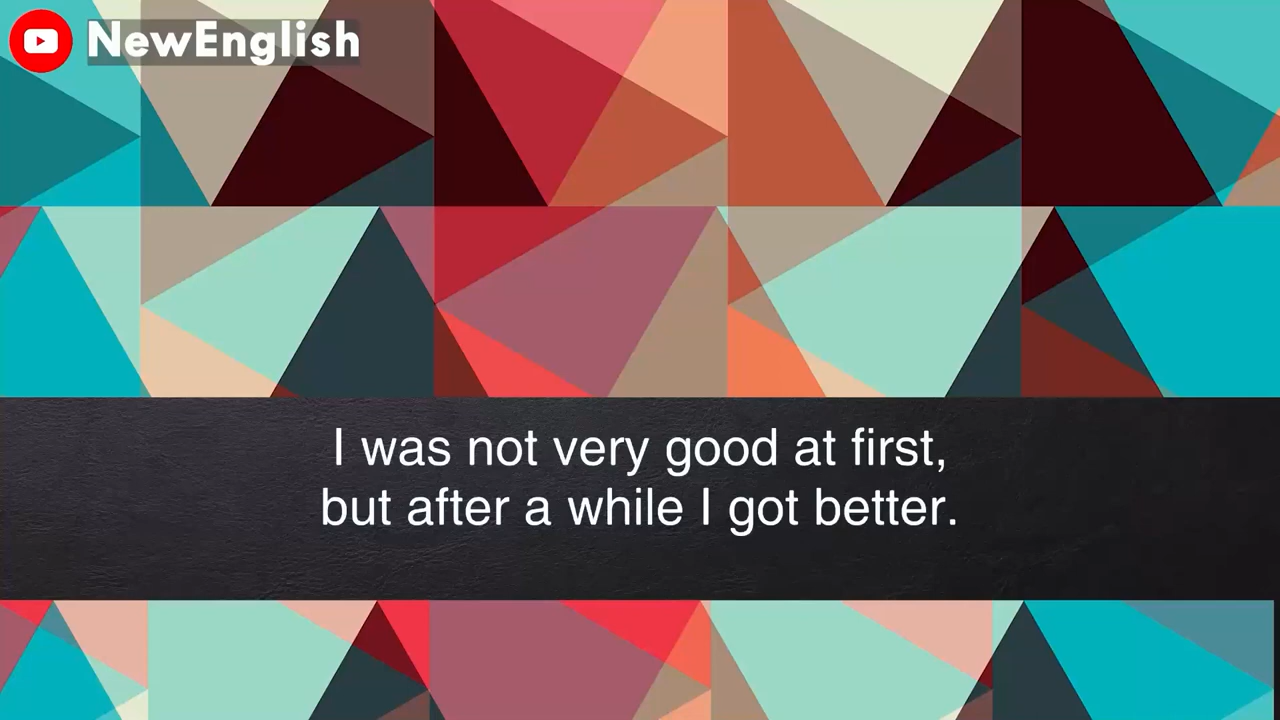 NewEnglish
I was not very good at first,
but after a while I got better.